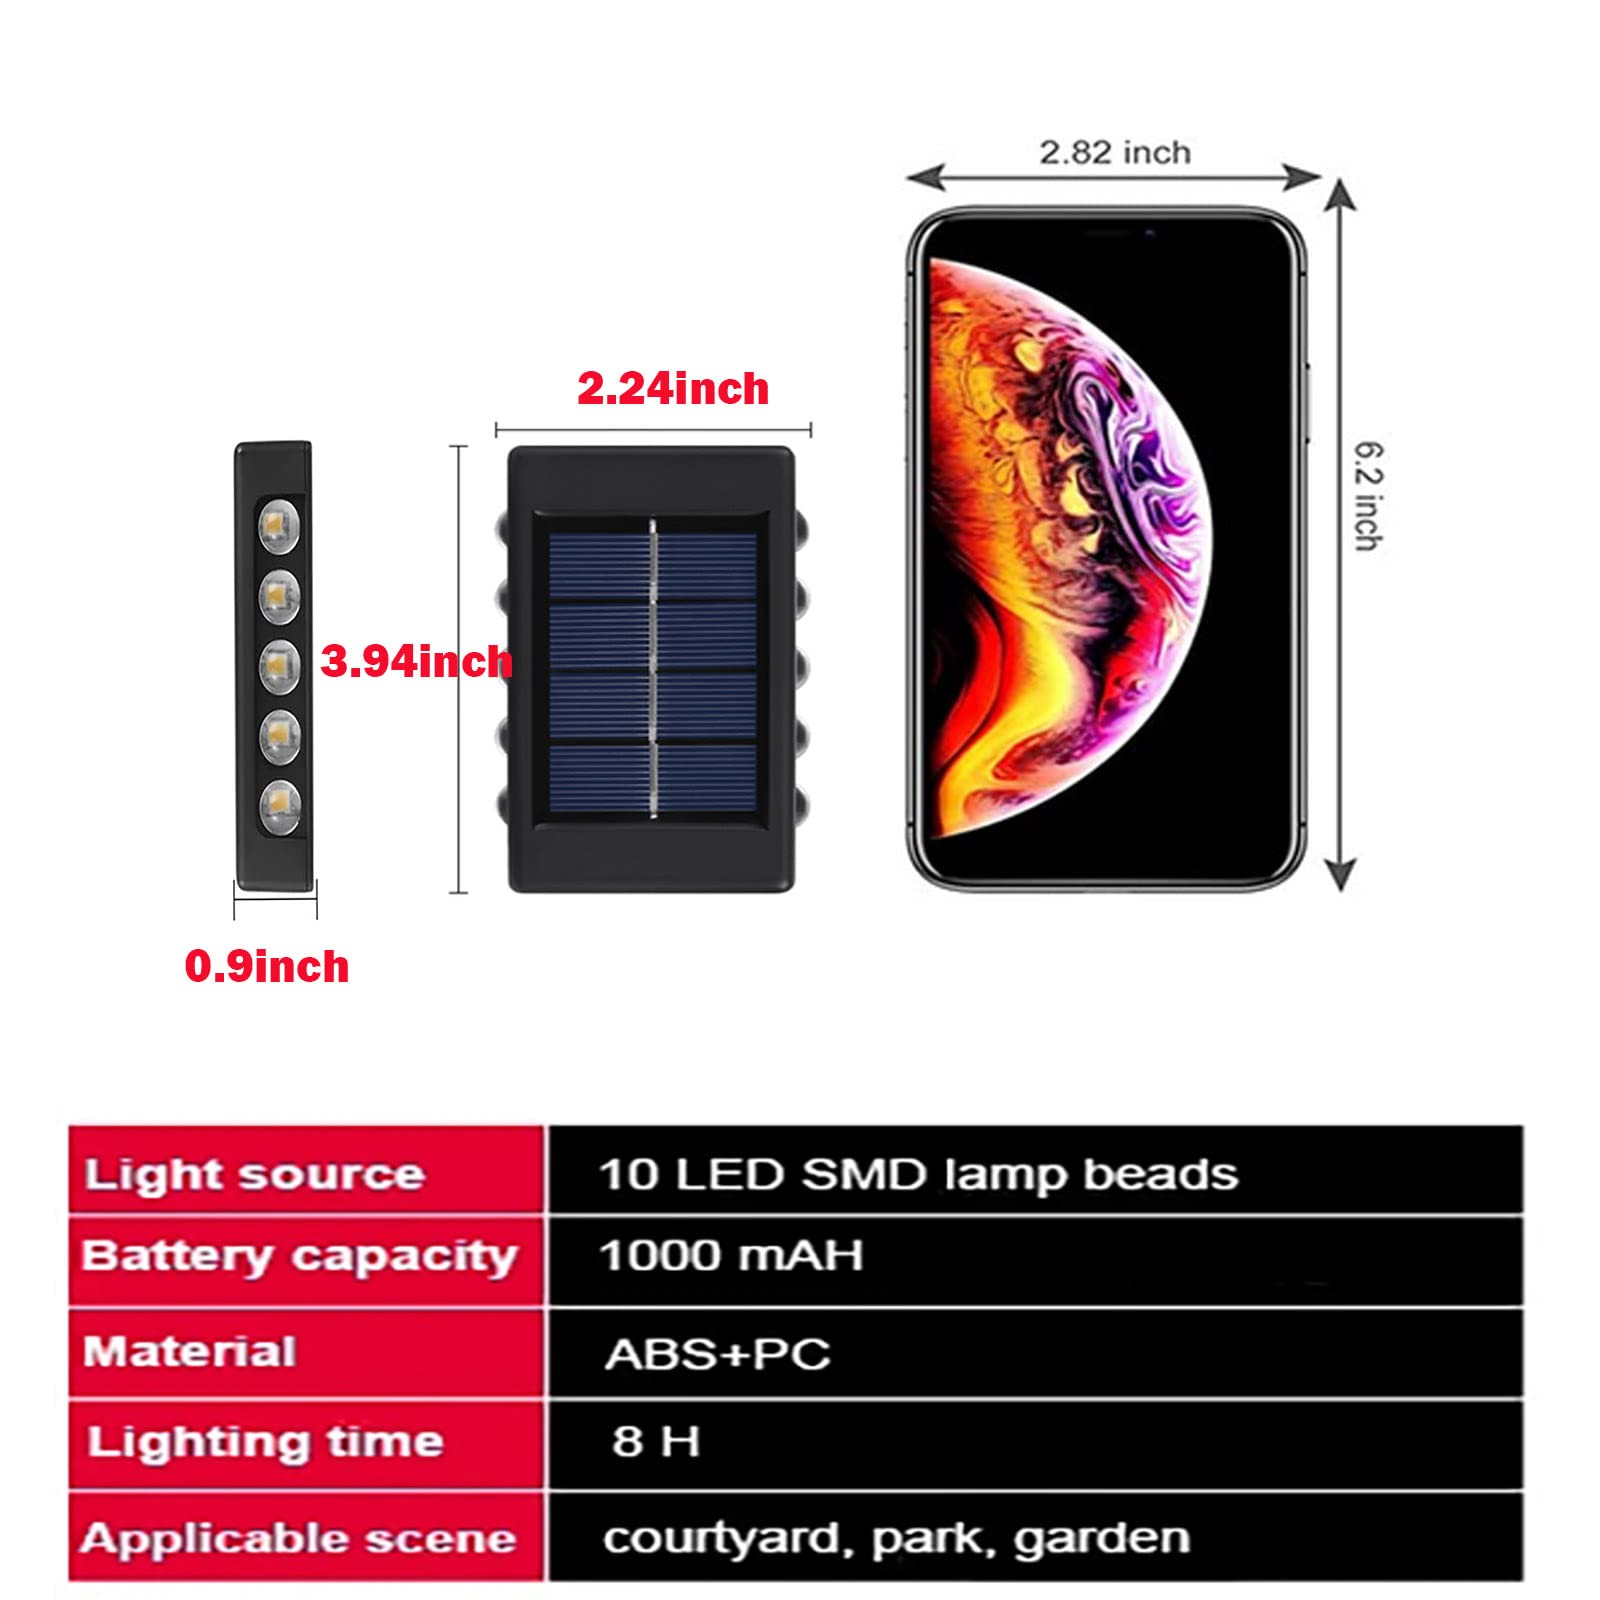 2.82 inch
6.2 inch
2.24inch
3.94inch
0.9inch
Light source 10 LED SMD lamp beads
Battery capacity 1000 mAH
Material ABS+PC
Lighting time 8 H
Applicable scene courtyard, park, garden